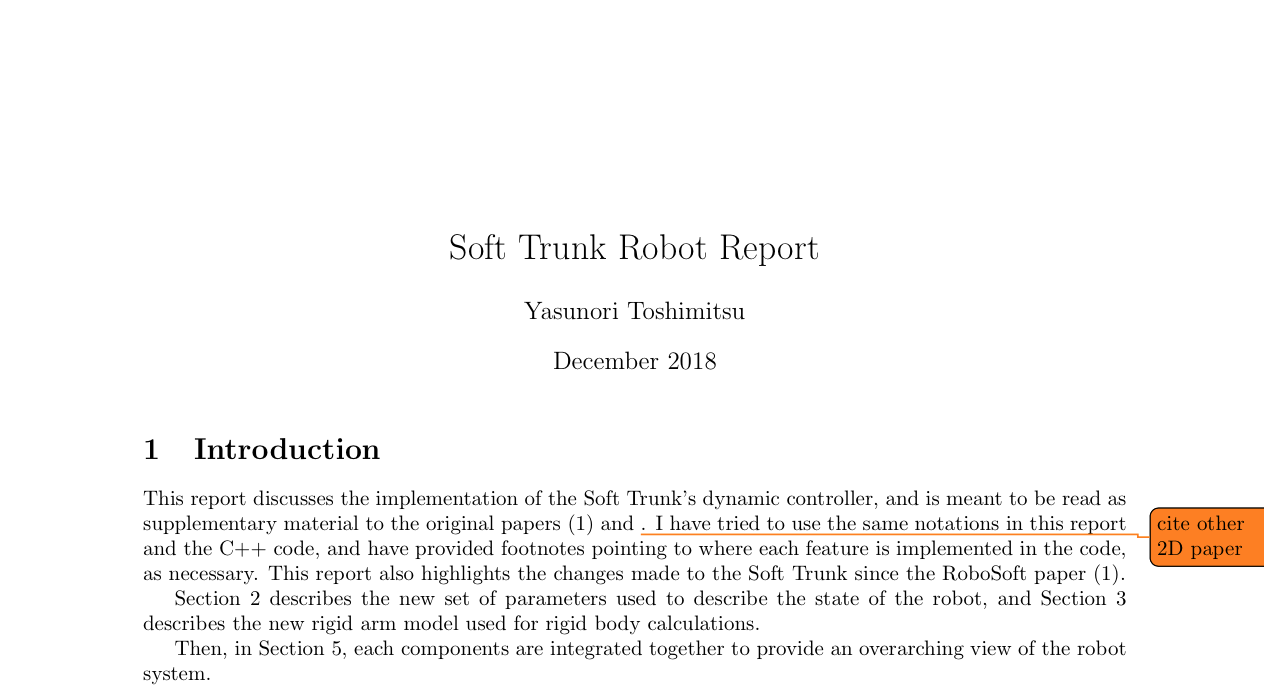 Soft Trunk Robot Report
Yasunori Toshimitsu
December 2018
1 Introduction
This report discusses the implementation of the Soft Trunk's dynamic controller, and is meant to be read as
supplementary material to the original papers (1) and . I have tried to use the same notations in this report
and the C++ code, and have provided footnotes pointing to where each feature is implemented in the code,
as necessary. This report also highlights the changes made to the Soft Trunk since the RoboSoft paper (1).
Section 2 describes the new set of parameters used to describe the state of the robot, and Section 3
describes the new rigid arm model used for rigid body calculations.
Then, in Section 5, each components are integrated together to provide an overarching view of the robot
system.
cite other
2D paper